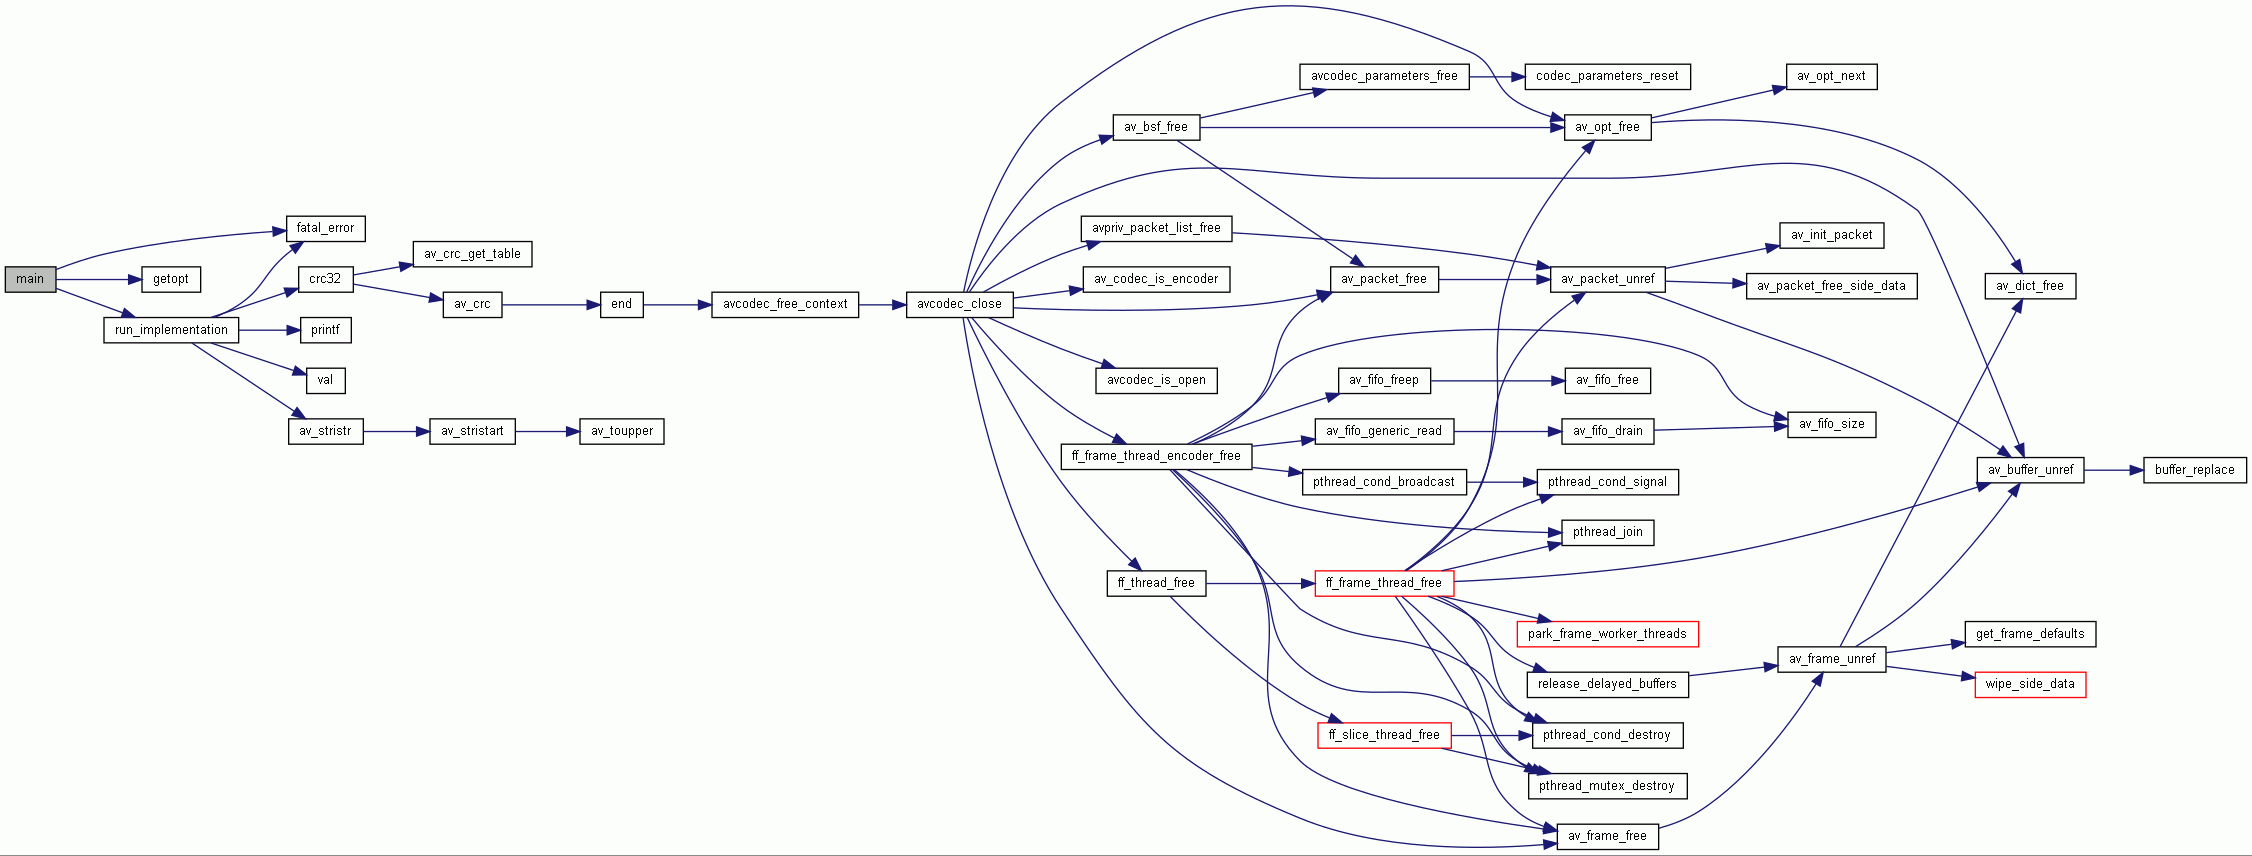 main
fatal_error
getopt
run_implementation
crc32
printf
val
av_stristr
av_crc_get_table
av_crc
av_stristart
av_toupper
end
avcodec_free_context
avcodec_close
av_bsf_free
avpriv_packet_list_free
av_codec_is_encoder
avcodec_is_open
ff_frame_thread_encoder_free
ff_thread_free
avcodec_parameters_free
av_packet_free
av_fifo_freep
av_fifo_generic_read
pthread_cond_broadcast
ff_frame_thread_free
ff_slice_thread_free
codec_parameters_reset
av_opt_free
av_packet_unref
av_fifo_free
av_fifo_drain
pthread_cond_signal
pthread_join
park_frame_worker_threads
release_delayed_buffers
pthread_cond_destroy
pthread_mutex_destroy
av_frame_free
av_opt_next
av_init_packet
av_packet_free_side_data
av_fifo_size
av_frame_unref
av_dict_free
av_buffer_unref
get_frame_defaults
wipe_side_data
buffer_replace